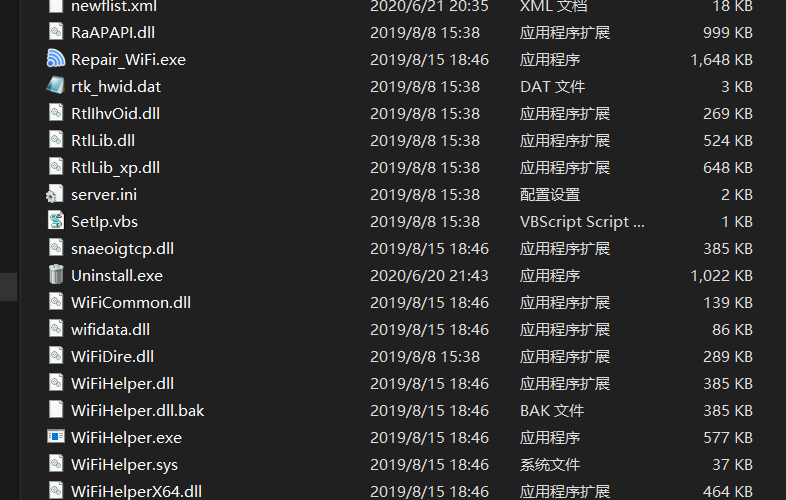 newflist.xml 2020/6/21 20:35 XML 文档 18 KB
RaAPAPI.dll 2019/8/8 15:38 应用程序扩展 999 KB
Repair_WiFi.exe 2019/8/15 18:46 应用程序 1,648 KB
rtk_hwid.dat 2019/8/8 15:38 DAT 文件 3 KB
RtlIhvOid.dll 2019/8/8 15:38 应用程序扩展 269 KB
RtlLib.dll 2019/8/8 15:38 应用程序扩展 524 KB
RtlLib_xp.dll 2019/8/8 15:38 应用程序扩展 648 KB
server.ini 2019/8/8 15:38 配置设置 2 KB
SetIp.vbs 2019/8/8 15:38 VBScript Script ... 1 KB
snaeoigtcp.dll 2019/8/15 18:46 应用程序扩展 385 KB
Uninstall.exe 2020/6/20 21:43 应用程序 1,022 KB
WiFiCommon.dll 2019/8/15 18:46 应用程序扩展 139 KB
wifidata.dll 2019/8/15 18:46 应用程序扩展 86 KB
WiFiDire.dll 2019/8/8 15:38 应用程序扩展 289 KB
WiFiHelper.dll 2019/8/15 18:46 应用程序扩展 385 KB
WiFiHelper.dll.bak 2019/8/15 18:46 BAK 文件 385 KB
WiFiHelper.exe 2019/8/15 18:46 应用程序 577 KB
WiFiHelper.sys 2019/8/15 18:46 系统文件 37 KB
WiFiHelperX64.dll 2019/8/15 18:46 应用程序扩展 464 KB